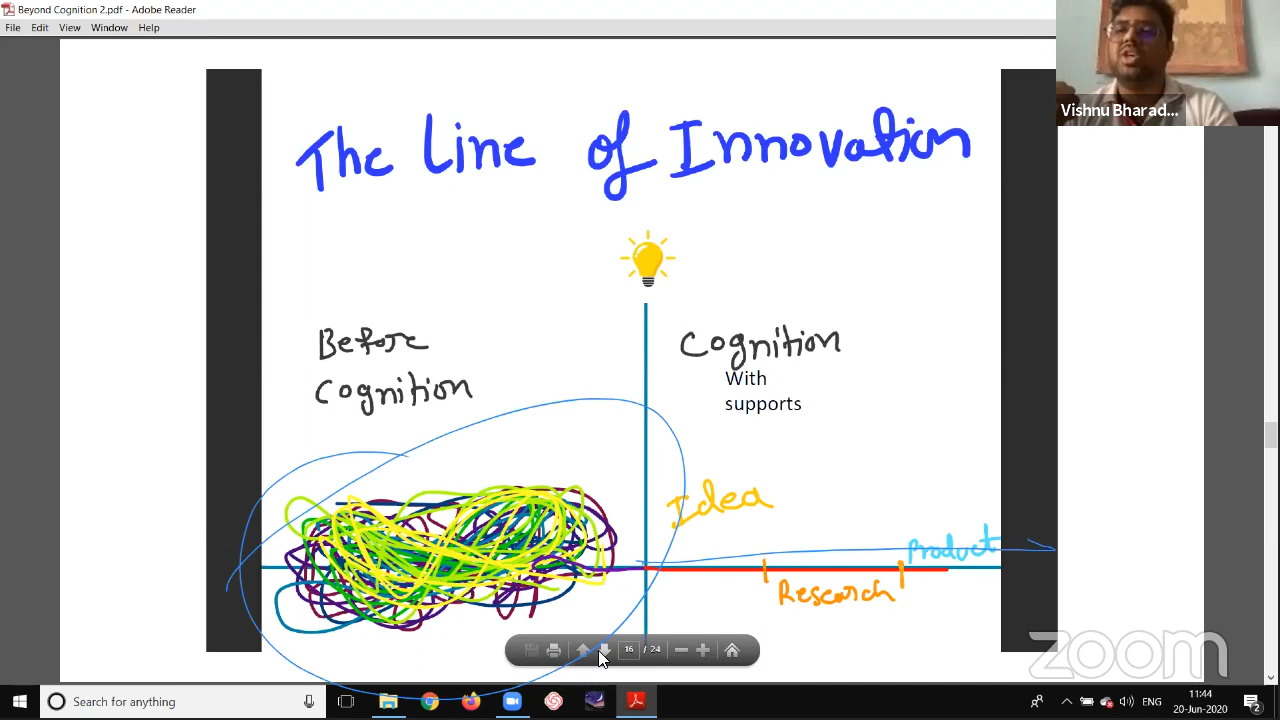 Beyond Cognition 2.pdf - Adobe Reader
File Edit View Window Help
Vishnu Bharad...
The Line of Innovation
Before
Cognition
Cognition
With
supports
Idea
Product
Research
16 / 24
zoom
Search for anything
ENG
11:44
20-Jun-2020
2